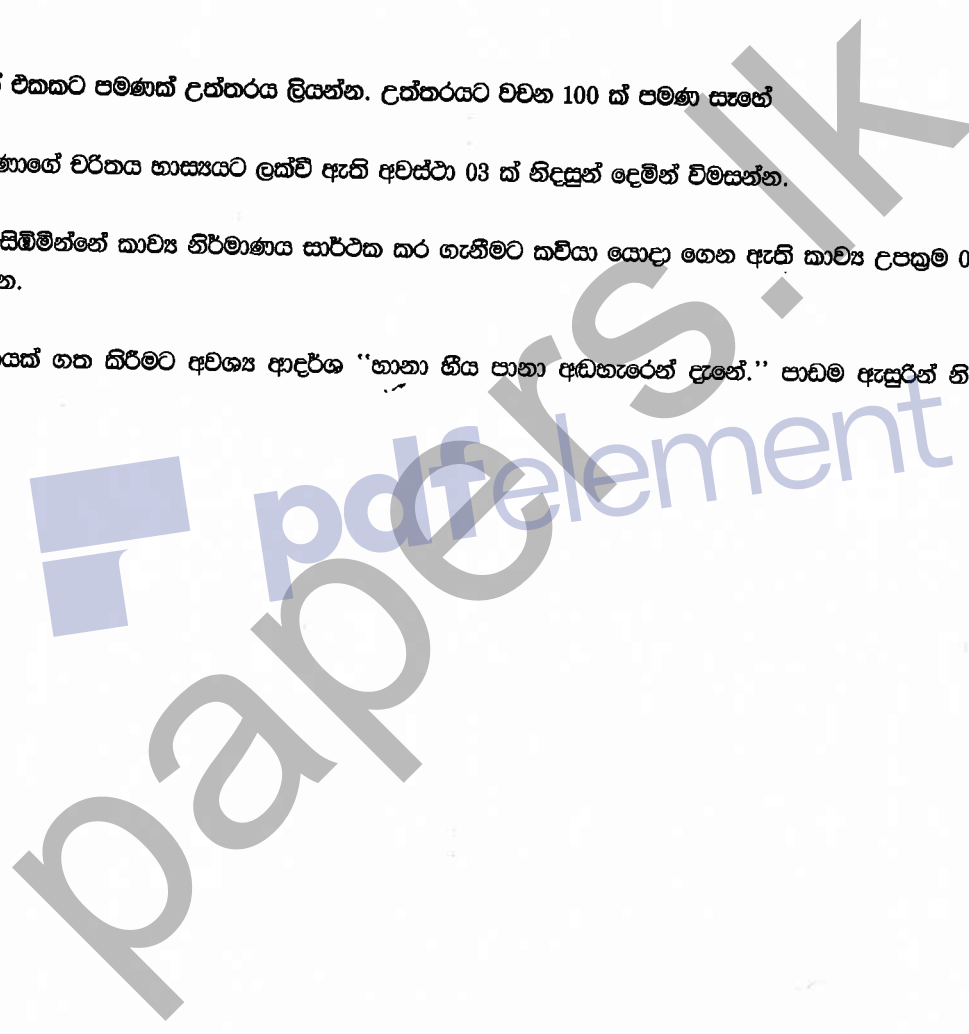 එකකට පමණක් උත්තරය ලියන්න. උත්තරයට වචන 100 ක් පමණ සෑහේ
ණාගේ චරිතය හාස්‍යයට ලක්වී ඇති අවස්ථා 03 ක් නිදසුන් දෙමින් විමසන්න.
සිඹිමින්නේ කාව්‍ය නිර්මාණය සාර්ථක කර ගැනීමට කවියා යොදා ගෙන ඇති කාව්‍ය උපක්‍රම 0
න.
යක් ගත කිරීමට අවශ්‍ය ආදර්ශ "හානා හීය පානා අඬහැරෙන් දැනේ." පාඩම ඇසුරින් නි
pdfelement
papers.lk